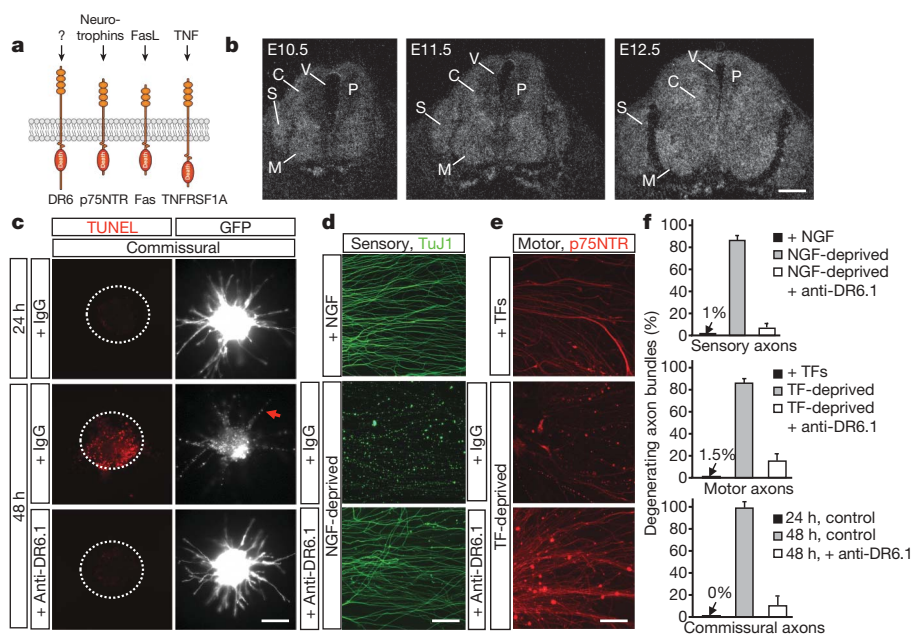 a
?
Neuro-
trophins
FasL
TNF
Death
Death
Death
Death
DR6
p75NTR
Fas
TNFRSF1A
b
E10.5
V
C
P
S
M
E11.5
V
C
P
S
M
E12.5
V
C
P
S
M
c
TUNEL
GFP
Commissural
24 h
+ IgG
48 h
+ IgG
+ Anti-DR6.1
d
Sensory, TuJ1
+ NGF
NGF-deprived
+ IgG
+ Anti-DR6.1
e
Motor, p75NTR
+ TFs
TF-deprived
+ IgG
+ Anti-DR6.1
f
Degenerating axon bundles (%)
100
80
60
40
20
0
+ NGF
NGF-deprived
NGF-deprived
+ anti-DR6.1
1%
Sensory axons
100
80
60
40
20
0
+ TFs
TF-deprived
TF-deprived
+ anti-DR6.1
1.5%
Motor axons
100
80
60
40
20
0
24 h, control
48 h, control
48 h, + anti-DR6.1
0%
Commissural axons